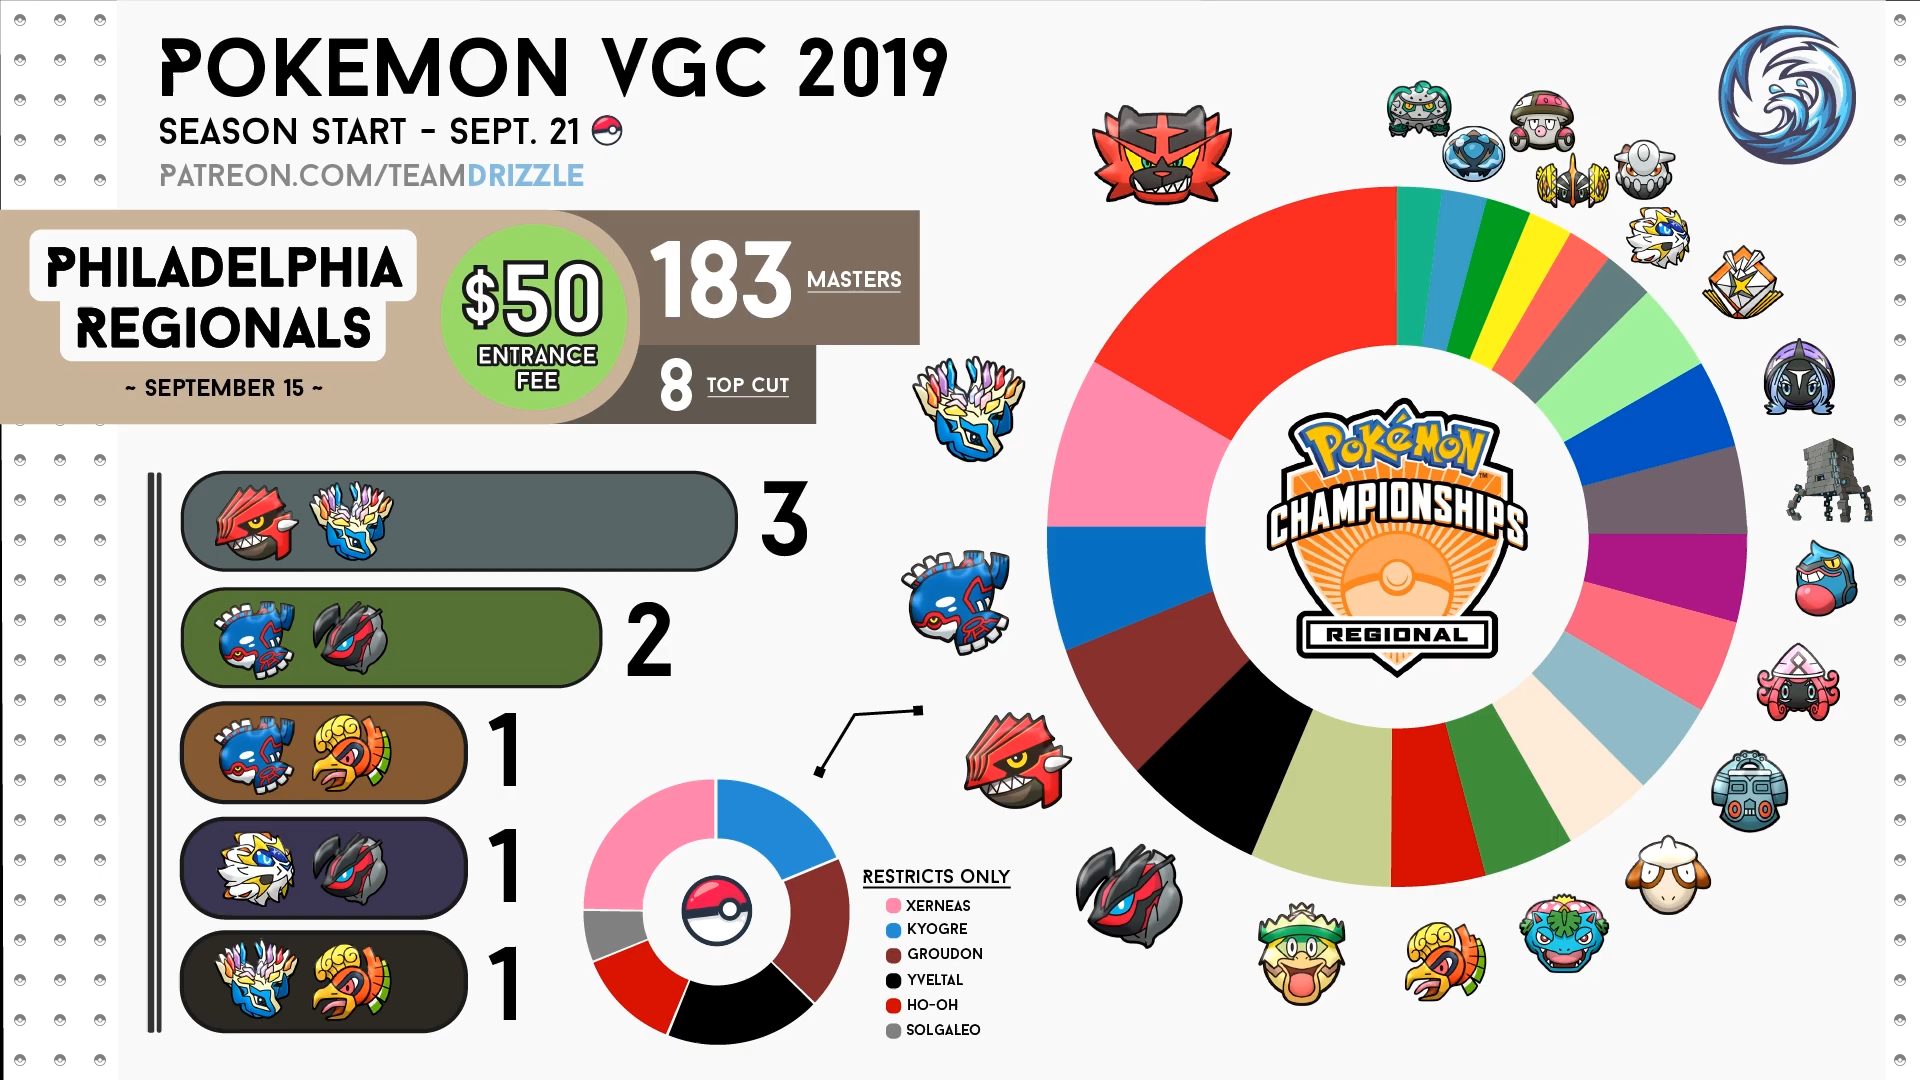 POKEMON VGC 2019
SEASON START - SEPT. 21
PATREON.COM/TEAMDRIZZLE
PHILADELPHIA
REGIONALS
~ SEPTEMBER 15 ~
$50
ENTRANCE
FEE
183 MASTERS
8 TOP CUT
3
2
1
1
1
RESTRICTS ONLY
XERNEAS
KYOGRE
GROUDON
YVELTAL
HO-OH
SOLGALEO
POKéMON
TM
CHAMPIONSHIPS
REGIONAL